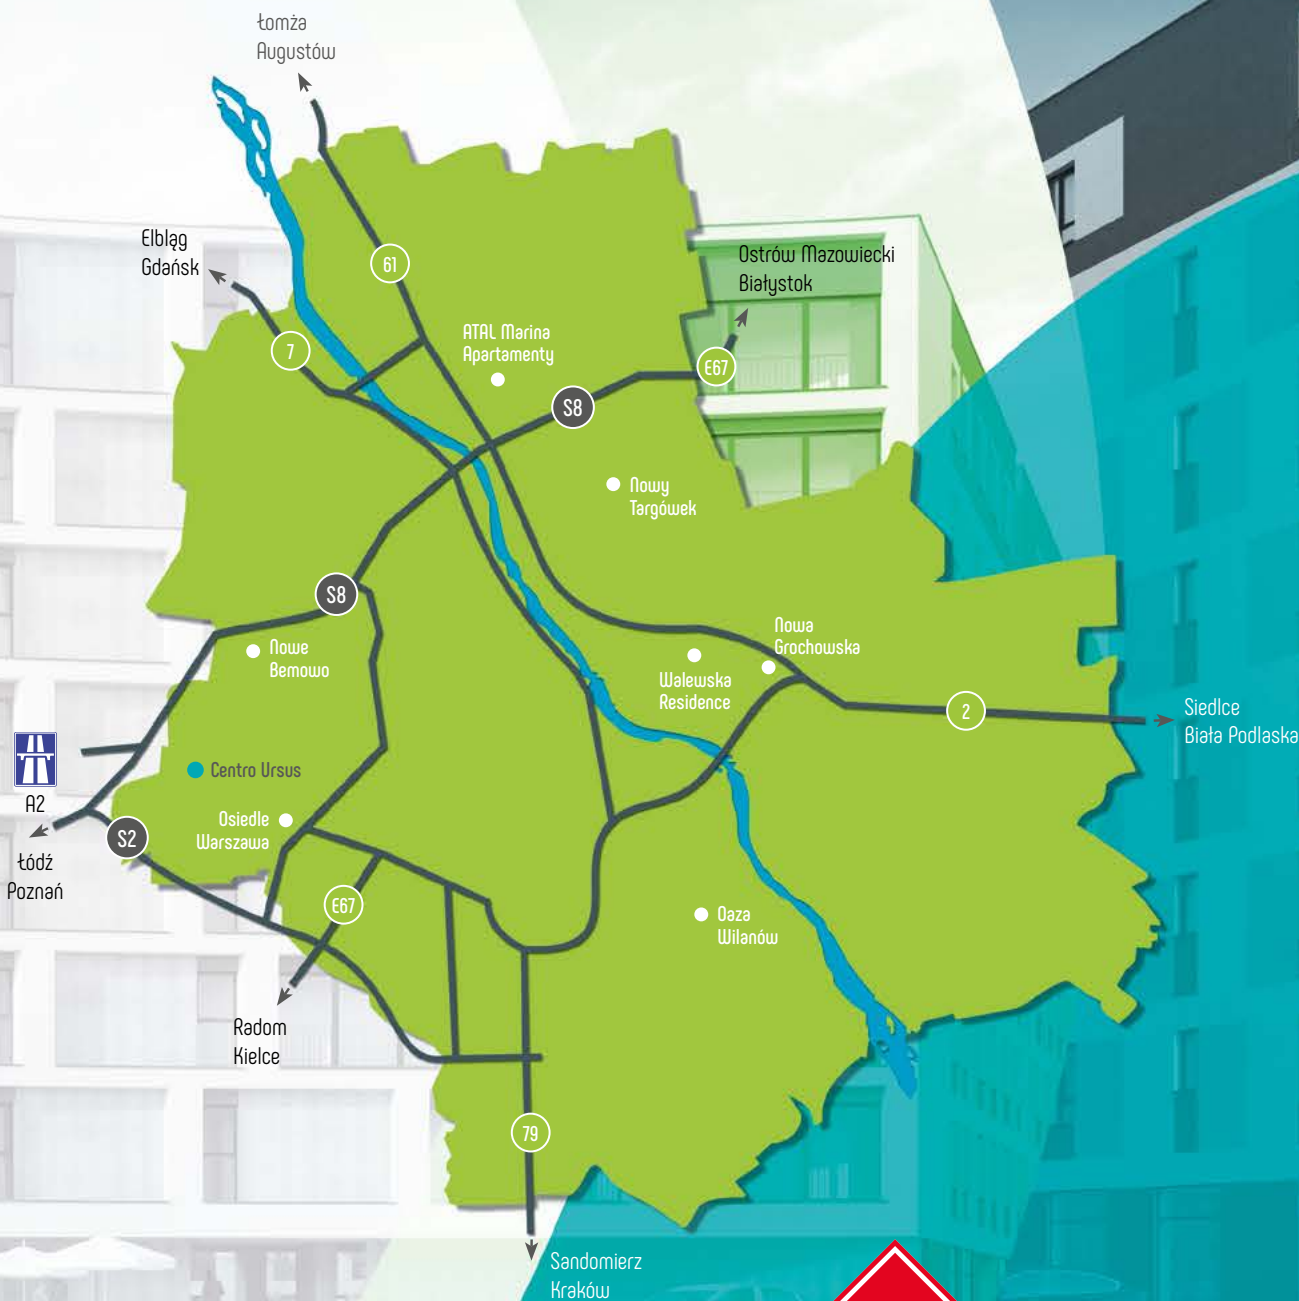 Łomża
Augustów
Elbląg
Gdańsk
61
Ostrów Mazowiecki
Białystok
7
ATAL Marina
Apartamenty
E67
S8
Nowy
Targówek
S8
Nowe
Bemowo
Nowa
Grochowska
Walewska
Residence
2
Siedlce
Biała Podlaska
Centro Ursus
A2
Osiedle
Warszawa
S2
Łódź
Poznań
E67
Oaza
Wilanów
Radom
Kielce
79
Sandomierz
Kraków